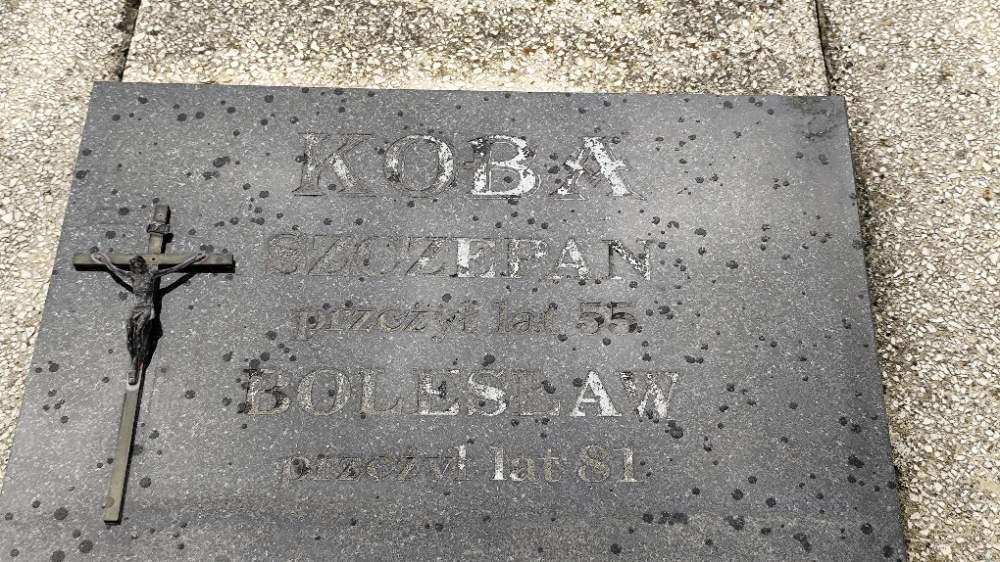 KOBA
SZCZEPAN
przeżył lat 55
BOLESŁAW
przeżył lat 81